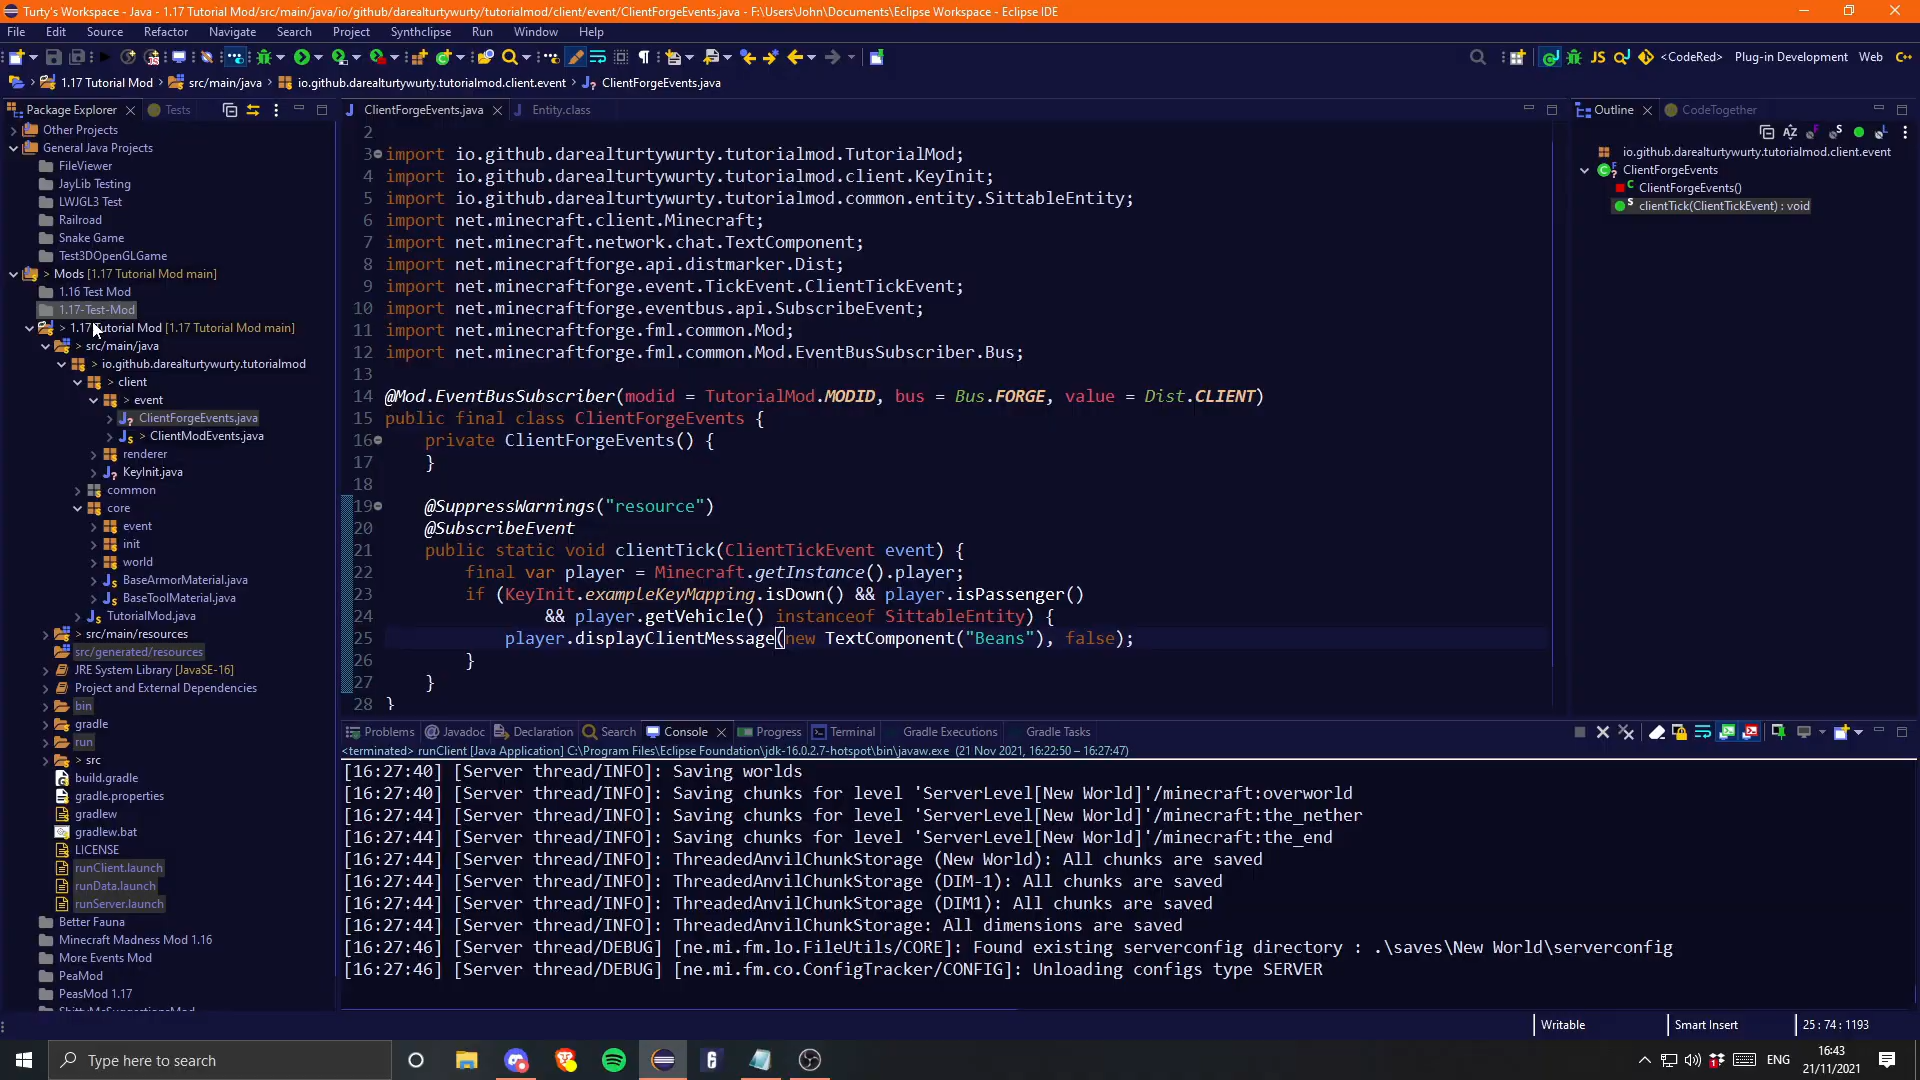 Turty's Workspace - Java - 1.17 Tutorial Mod/src/main/java/io/github/darealturtywurty/tutorialmod/client/event/ClientForgeEvents.java - F:\Users\John\Documents\Eclipse Workspace - Eclipse IDE
File Edit Source Refactor Navigate Search Project Synthclipse Run Window Help
<CodeRed> Plug-in Development Web
1.17 Tutorial Mod src/main/java io.github.darealturtywurty.tutorialmod.client.event ClientForgeEvents.java
Package Explorer Tests
Other Projects
General Java Projects
FileViewer
JayLib Testing
LWJGL3 Test
Railroad
Snake Game
Test3DOpenGLGame
> Mods [1.17 Tutorial Mod main]
1.16 Test Mod
1.17-Test-Mod
> 1.17 Tutorial Mod [1.17 Tutorial Mod main]
> src/main/java
> io.github.darealturtywurty.tutorialmod
> client
> event
ClientForgeEvents.java
> ClientModEvents.java
renderer
KeyInit.java
common
core
event
init
world
BaseArmorMaterial.java
BaseToolMaterial.java
TutorialMod.java
> src/main/resources
src/generated/resources
JRE System Library [JavaSE-16]
Project and External Dependencies
bin
gradle
run
> src
build.gradle
gradle.properties
gradlew
gradlew.bat
LICENSE
runClient.launch
runData.launch
runServer.launch
Better Fauna
Minecraft Madness Mod 1.16
More Events Mod
PeaMod
PeasMod 1.17
ClientForgeEvents.java Entity.class
2
3 import io.github.darealturtywurty.tutorialmod.TutorialMod;
4 import io.github.darealturtywurty.tutorialmod.client.KeyInit;
5 import io.github.darealturtywurty.tutorialmod.common.entity.SittableEntity;
6 import net.minecraft.client.Minecraft;
7 import net.minecraft.network.chat.TextComponent;
8 import net.minecraftforge.api.distmarker.Dist;
9 import net.minecraftforge.event.TickEvent.ClientTickEvent;
10 import net.minecraftforge.eventbus.api.SubscribeEvent;
11 import net.minecraftforge.fml.common.Mod;
12 import net.minecraftforge.fml.common.Mod.EventBusSubscriber.Bus;
13
14 @Mod.EventBusSubscriber(modid = TutorialMod.MODID, bus = Bus.FORGE, value = Dist.CLIENT)
15 public final class ClientForgeEvents {
16 private ClientForgeEvents() {
17 }
18
19 @SuppressWarnings("resource")
20 @SubscribeEvent
21 public static void clientTick(ClientTickEvent event) {
22 final var player = Minecraft.getInstance().player;
23 if (KeyInit.exampleKeyMapping.isDown() && player.isPassenger()
24 && player.getVehicle() instanceof SittableEntity) {
25 player.displayClientMessage(new TextComponent("Beans"), false);
26 }
27 }
28 }
Outline CodeTogether
io.github.darealturtywurty.tutorialmod.client.event
ClientForgeEvents
ClientForgeEvents()
clientTick(ClientTickEvent) : void
Problems Javadoc Declaration Search Console Progress Terminal Gradle Executions Gradle Tasks
<terminated> runClient [Java Application] C:\Program Files\Eclipse Foundation\jdk-16.0.2.7-hotspot\bin\javaw.exe (21 Nov 2021, 16:22:50 – 16:27:47)
[16:27:40] [Server thread/INFO]: Saving worlds
[16:27:40] [Server thread/INFO]: Saving chunks for level 'ServerLevel[New World]'/minecraft:overworld
[16:27:44] [Server thread/INFO]: Saving chunks for level 'ServerLevel[New World]'/minecraft:the_nether
[16:27:44] [Server thread/INFO]: Saving chunks for level 'ServerLevel[New World]'/minecraft:the_end
[16:27:44] [Server thread/INFO]: ThreadedAnvilChunkStorage (New World): All chunks are saved
[16:27:44] [Server thread/INFO]: ThreadedAnvilChunkStorage (DIM-1): All chunks are saved
[16:27:44] [Server thread/INFO]: ThreadedAnvilChunkStorage (DIM1): All chunks are saved
[16:27:44] [Server thread/INFO]: ThreadedAnvilChunkStorage: All dimensions are saved
[16:27:46] [Server thread/DEBUG] [ne.mi.fm.lo.FileUtils/CORE]: Found existing serverconfig directory : .\saves\New World\serverconfig
[16:27:46] [Server thread/DEBUG] [ne.mi.fm.co.ConfigTracker/CONFIG]: Unloading configs type SERVER
Writable Smart Insert 25 : 74 : 1193
Type here to search
ENG
16:43
21/11/2021